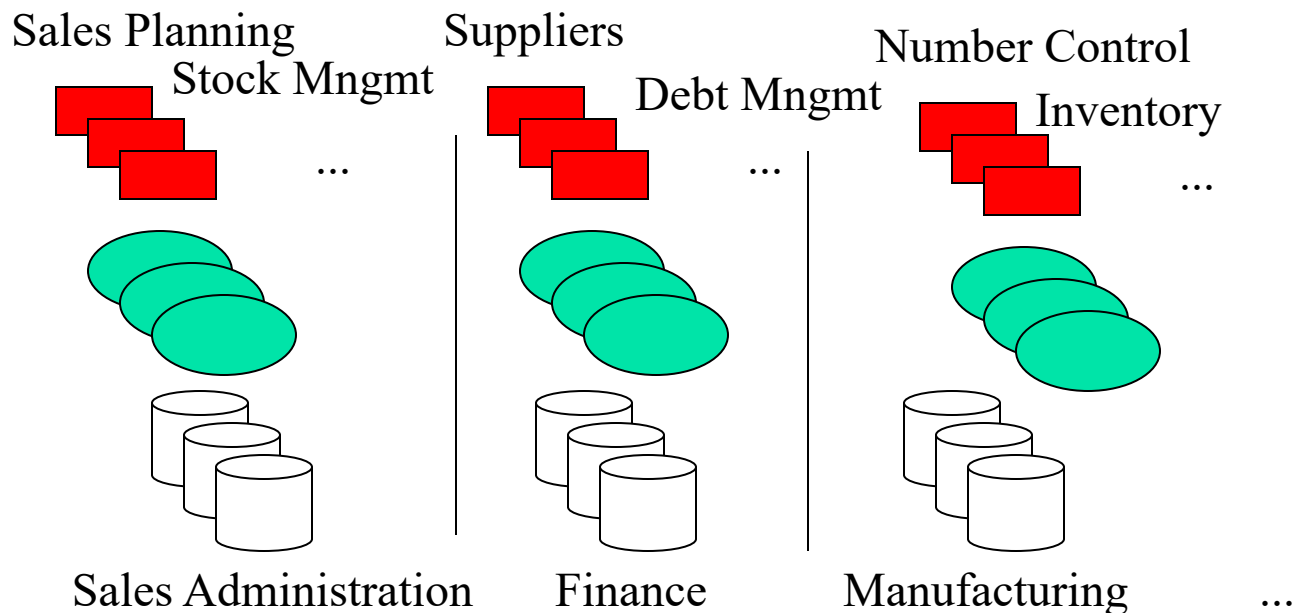 Sales Planning
Stock Mngmt
...
Suppliers
Debt Mngmt
...
Number Control
Inventory
...
Sales Administration
Finance
Manufacturing
...